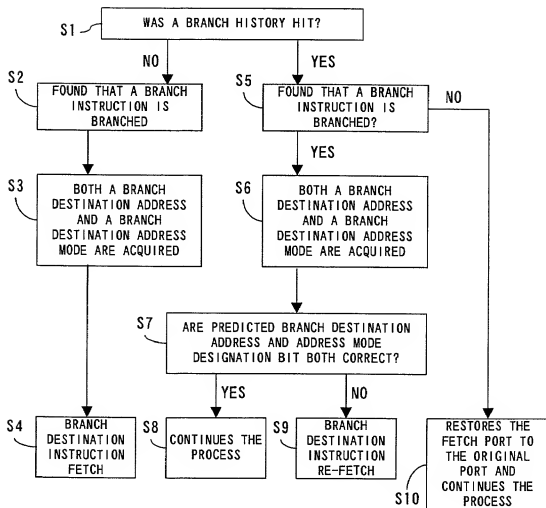 S1
WAS A BRANCH HISTORY HIT?
NO
YES
S2
FOUND THAT A BRANCH
INSTRUCTION IS
BRANCHED
S5
FOUND THAT A BRANCH
INSTRUCTION IS
BRANCHED?
NO
YES
S3
BOTH A BRANCH
DESTINATION ADDRESS
AND A BRANCH
DESTINATION ADDRESS
MODE ARE ACQUIRED
S6
BOTH A BRANCH
DESTINATION ADDRESS
AND A BRANCH
DESTINATION ADDRESS
MODE ARE ACQUIRED
S7
ARE PREDICTED BRANCH DESTINATION
ADDRESS AND ADDRESS MODE
DESIGNATION BIT BOTH CORRECT?
YES
NO
S4
BRANCH
DESTINATION
INSTRUCTION
FETCH
S8
CONTINUES THE
PROCESS
S9
BRANCH
DESTINATION
INSTRUCTION
RE-FETCH
S10
RESTORES THE
FETCH PORT TO
THE ORIGINAL
PORT AND
CONTINUES THE
PROCESS